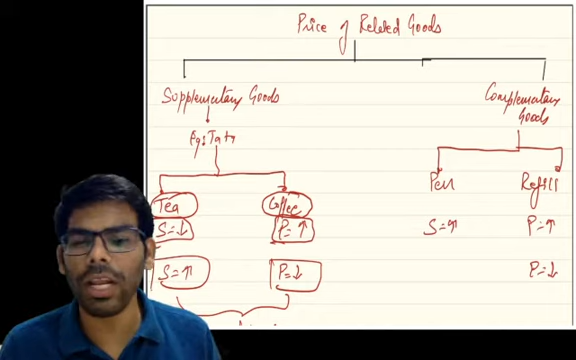 Price of Related Goods
Supplementary Goods
Complementary Goods
Eg: Tata
Tea
Coffee
Pen
Refill
S=↓
P=↑
S=↑
P=↑
S=↑
P=↓
P=↓